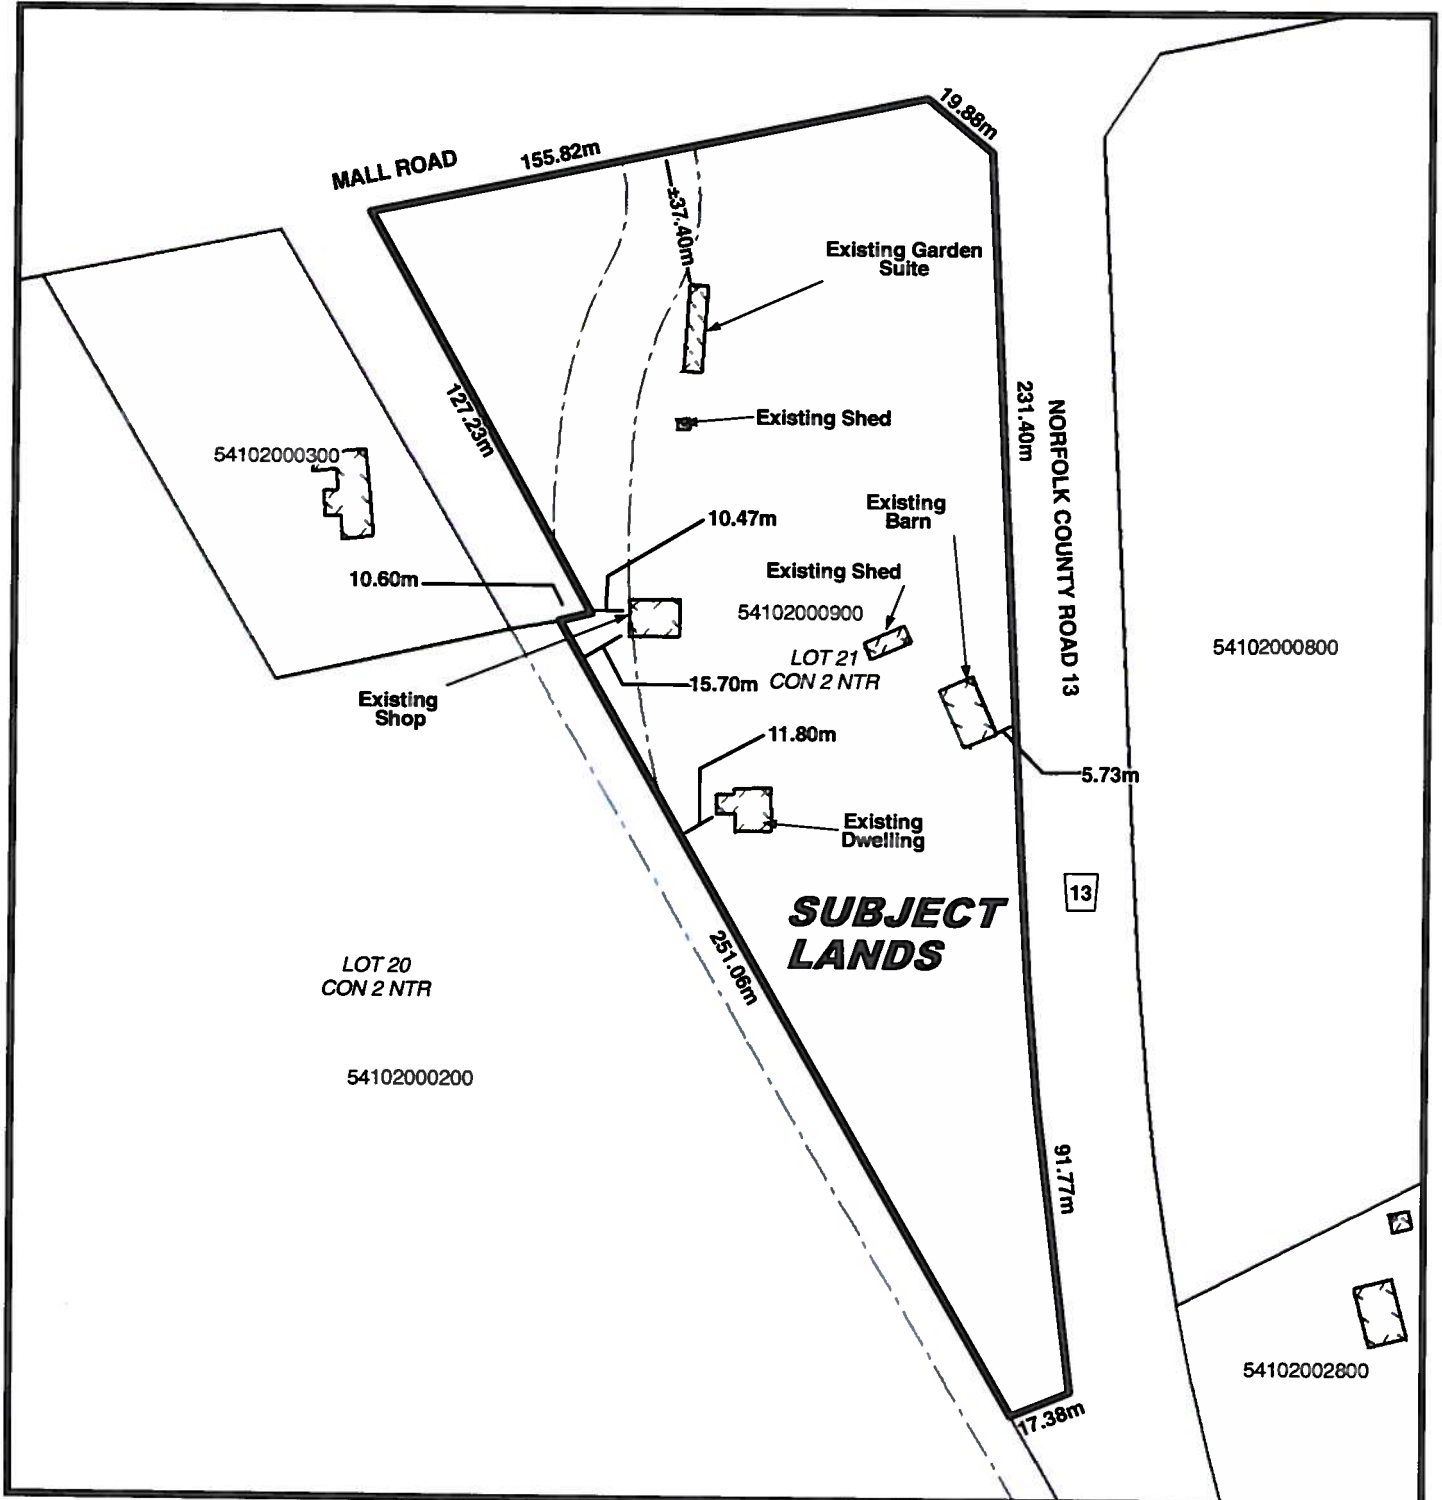 19.88m
155.82m
MALL ROAD
±37.40m
Existing Garden
Suite
127.23m
231.40m
NORFOLK COUNTY ROAD 13
Existing Shed
54102000300
Existing
Barn
10.47m
10.60m
Existing Shed
54102000900
54102000800
LOT 21
CON 2 NTR
15.70m
Existing
Shop
11.80m
5.73m
Existing
Dwelling
13
SUBJECT
LANDS
251.06m
LOT 20
CON 2 NTR
54102000200
91.77m
54102002800
17.38m